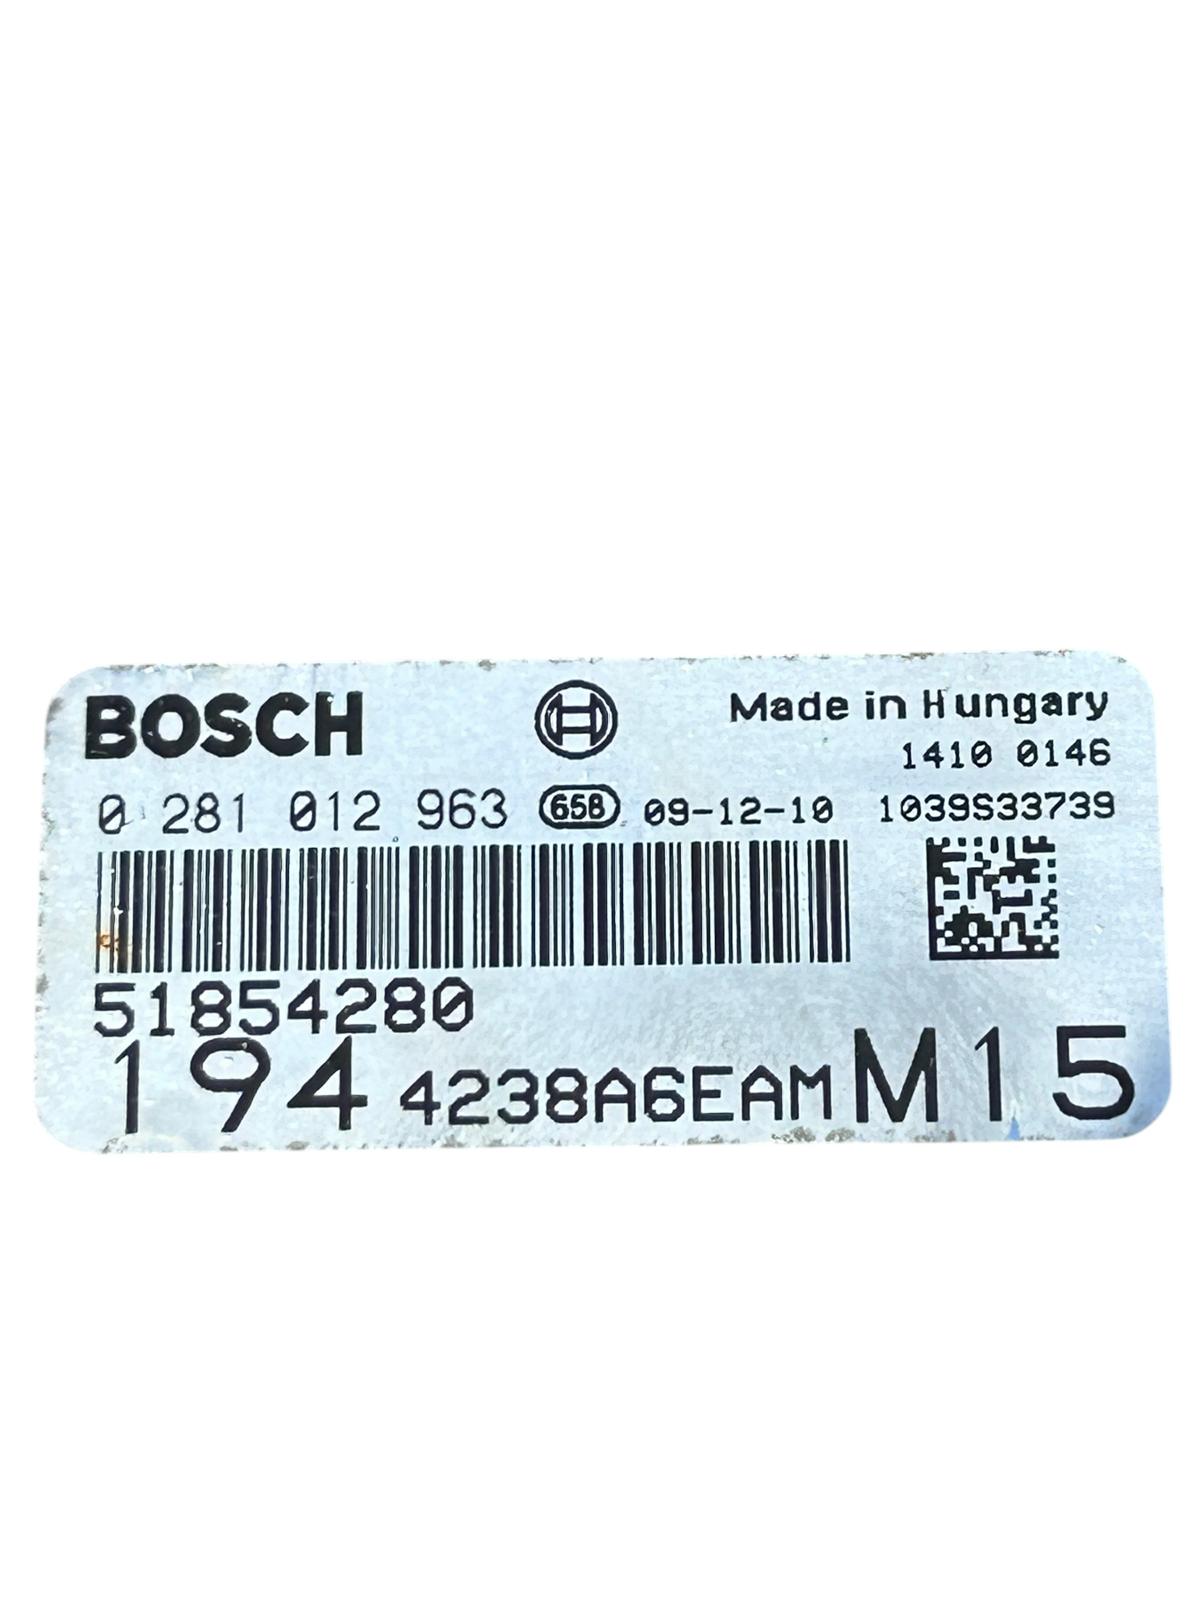 BOSCH Made in Hungary
1410 0146
0 281 012 963 658 09-12-10 1039S33739
51854280
194 4238A6EAM M15